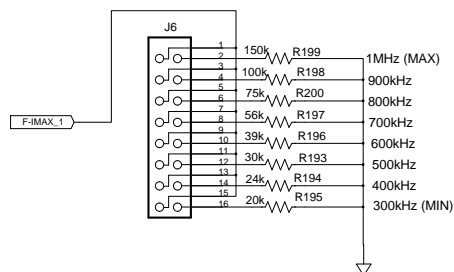 J6
1
2 150k R199 1MHz (MAX)
3
4 100k R198 900kHz
5
6 75k R200 800kHz
7
F-IMAX_1 8 56k R197 700kHz
9
10 39k R196 600kHz
11
12 30k R193 500kHz
13
14 24k R194 400kHz
15
16 20k R195 300kHz (MIN)